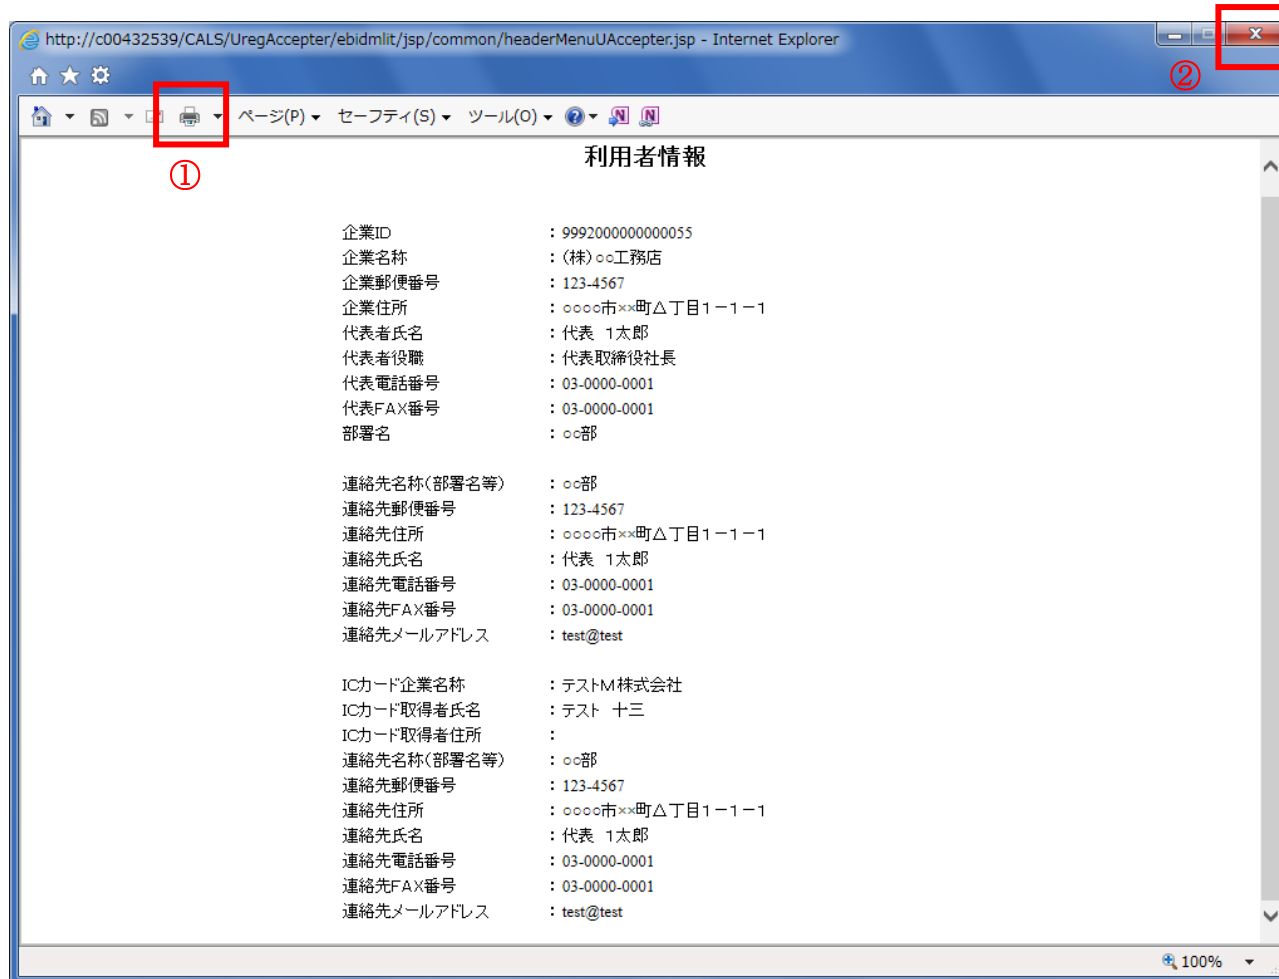 http://c00432539/CALS/UregAccepter/ebidmlit/jsp/common/headerMenuUAccepter.jsp - Internet Explorer
②
ページ(P) セーフティ(S) ツール(O)
①
利用者情報
企業ID : 9992000000000055
企業名称 : (株)○○工務店
企業郵便番号 : 123-4567
企業住所 : ○○○○市××町△丁目1-1-1
代表者氏名 : 代表 1太郎
代表者役職 : 代表取締役社長
代表電話番号 : 03-0000-0001
代表FAX番号 : 03-0000-0001
部署名 : ○○部
連絡先名称(部署名等) : ○○部
連絡先郵便番号 : 123-4567
連絡先住所 : ○○○○市××町△丁目1-1-1
連絡先氏名 : 代表 1太郎
連絡先電話番号 : 03-0000-0001
連絡先FAX番号 : 03-0000-0001
連絡先メールアドレス : test@test
ICカード企業名称 : テストM株式会社
ICカード取得者氏名 : テスト 十三
ICカード取得者住所 :
連絡先名称(部署名等) : ○○部
連絡先郵便番号 : 123-4567
連絡先住所 : ○○○○市××町△丁目1-1-1
連絡先氏名 : 代表 1太郎
連絡先電話番号 : 03-0000-0001
連絡先FAX番号 : 03-0000-0001
連絡先メールアドレス : test@test
100%